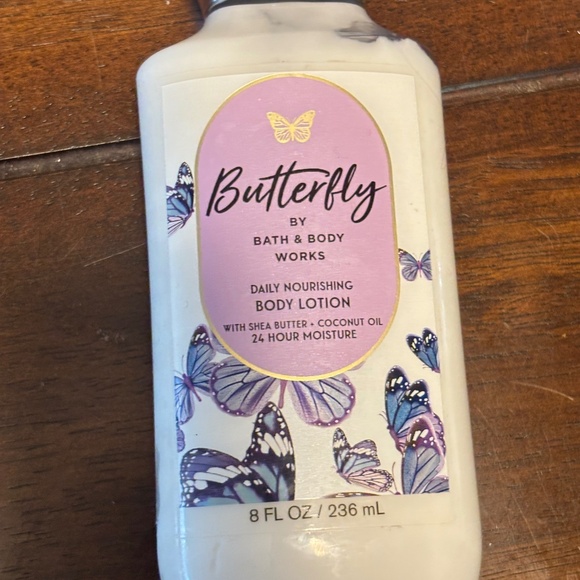 Butterfly
BY
BATH & BODY
WORKS
DAILY NOURISHING
BODY LOTION
WITH SHEA BUTTER + COCONUT OIL
24 HOUR MOISTURE
8 FL OZ / 236 mL